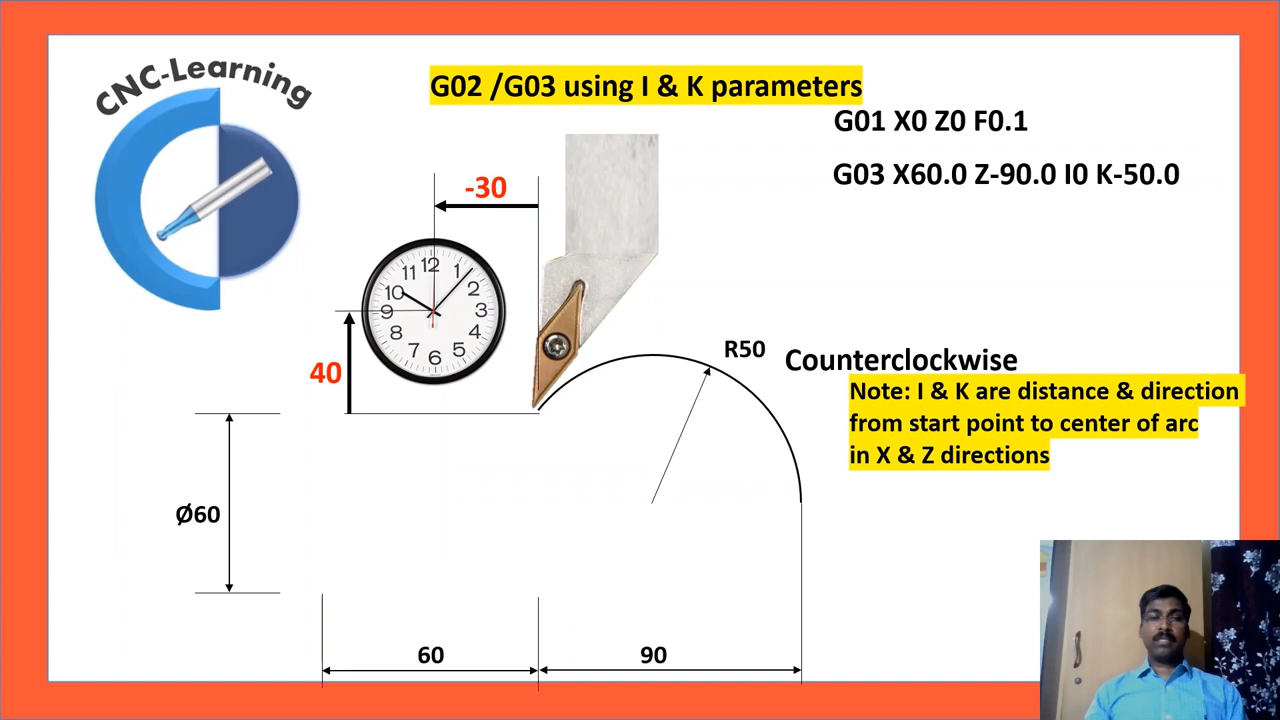 CNC-Learning
G02 /G03 using I & K parameters
G01 X0 Z0 F0.1
G03 X60.0 Z-90.0 I0 K-50.0
-30
12
11
1
10
2
9
3
8
4
7
5
6
40
R50
Counterclockwise
Note: I & K are distance & direction
from start point to center of arc
in X & Z directions
Ø60
60
90